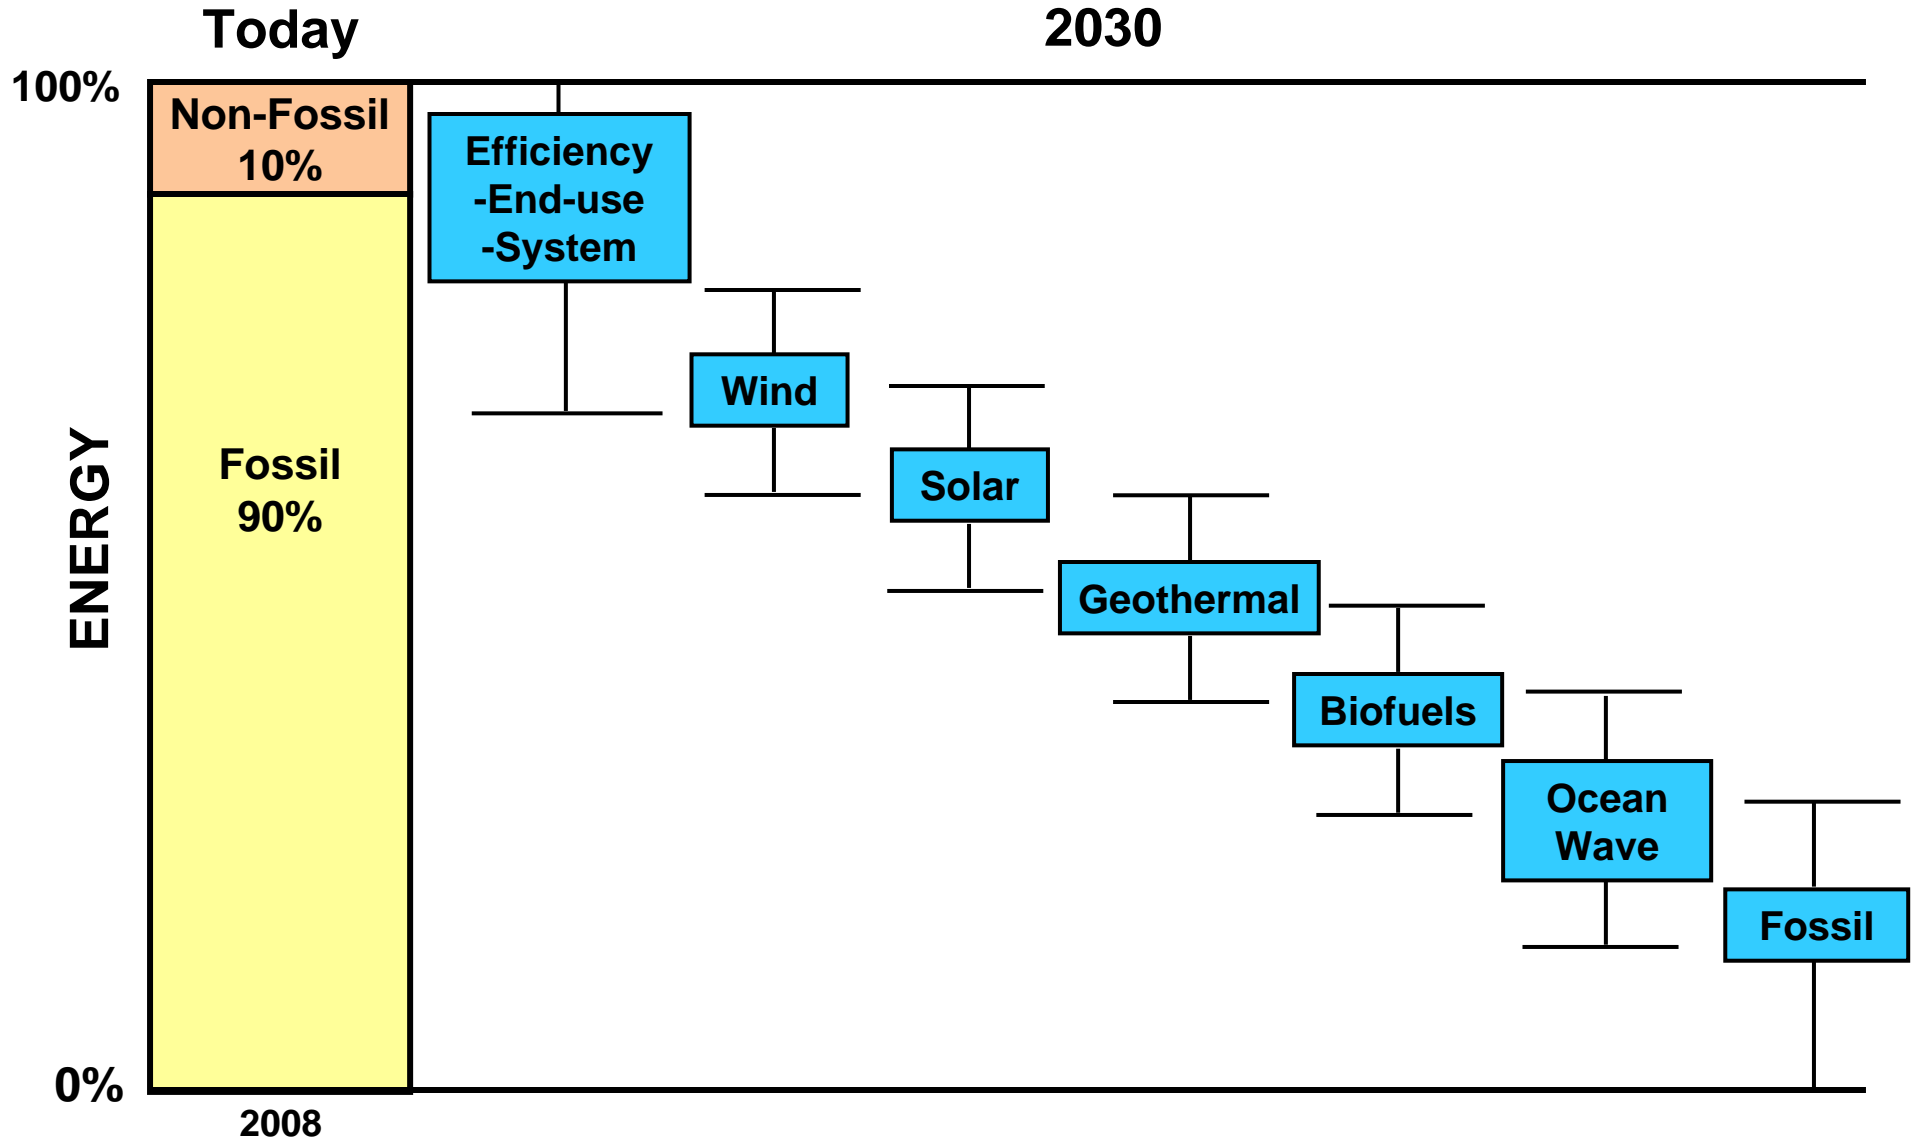 Today
2030
100%
Non-Fossil
10%
Efficiency
-End-use
-System
Wind
Fossil
90%
Solar
ENERGY
Geothermal
Biofuels
Ocean
Wave
Fossil
0%
2008